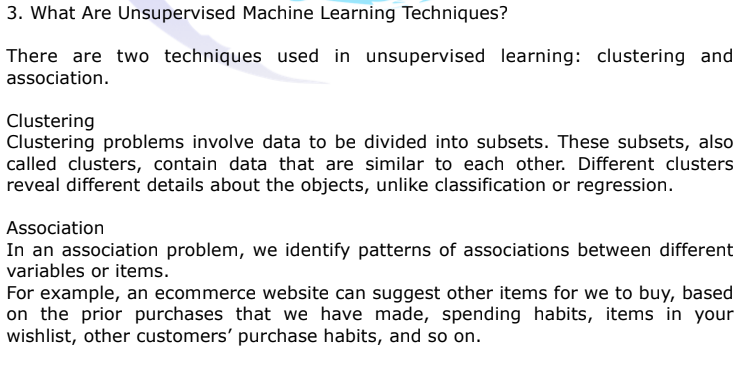 3. What Are Unsupervised Machine Learning Techniques?
There are two techniques used in unsupervised learning: clustering and
association.
Clustering
Clustering problems involve data to be divided into subsets. These subsets, also
called clusters, contain data that are similar to each other. Different clusters
reveal different details about the objects, unlike classification or regression.
Association
In an association problem, we identify patterns of associations between different
variables or items.
For example, an ecommerce website can suggest other items for we to buy, based
on the prior purchases that we have made, spending habits, items in your
wishlist, other customers’ purchase habits, and so on.